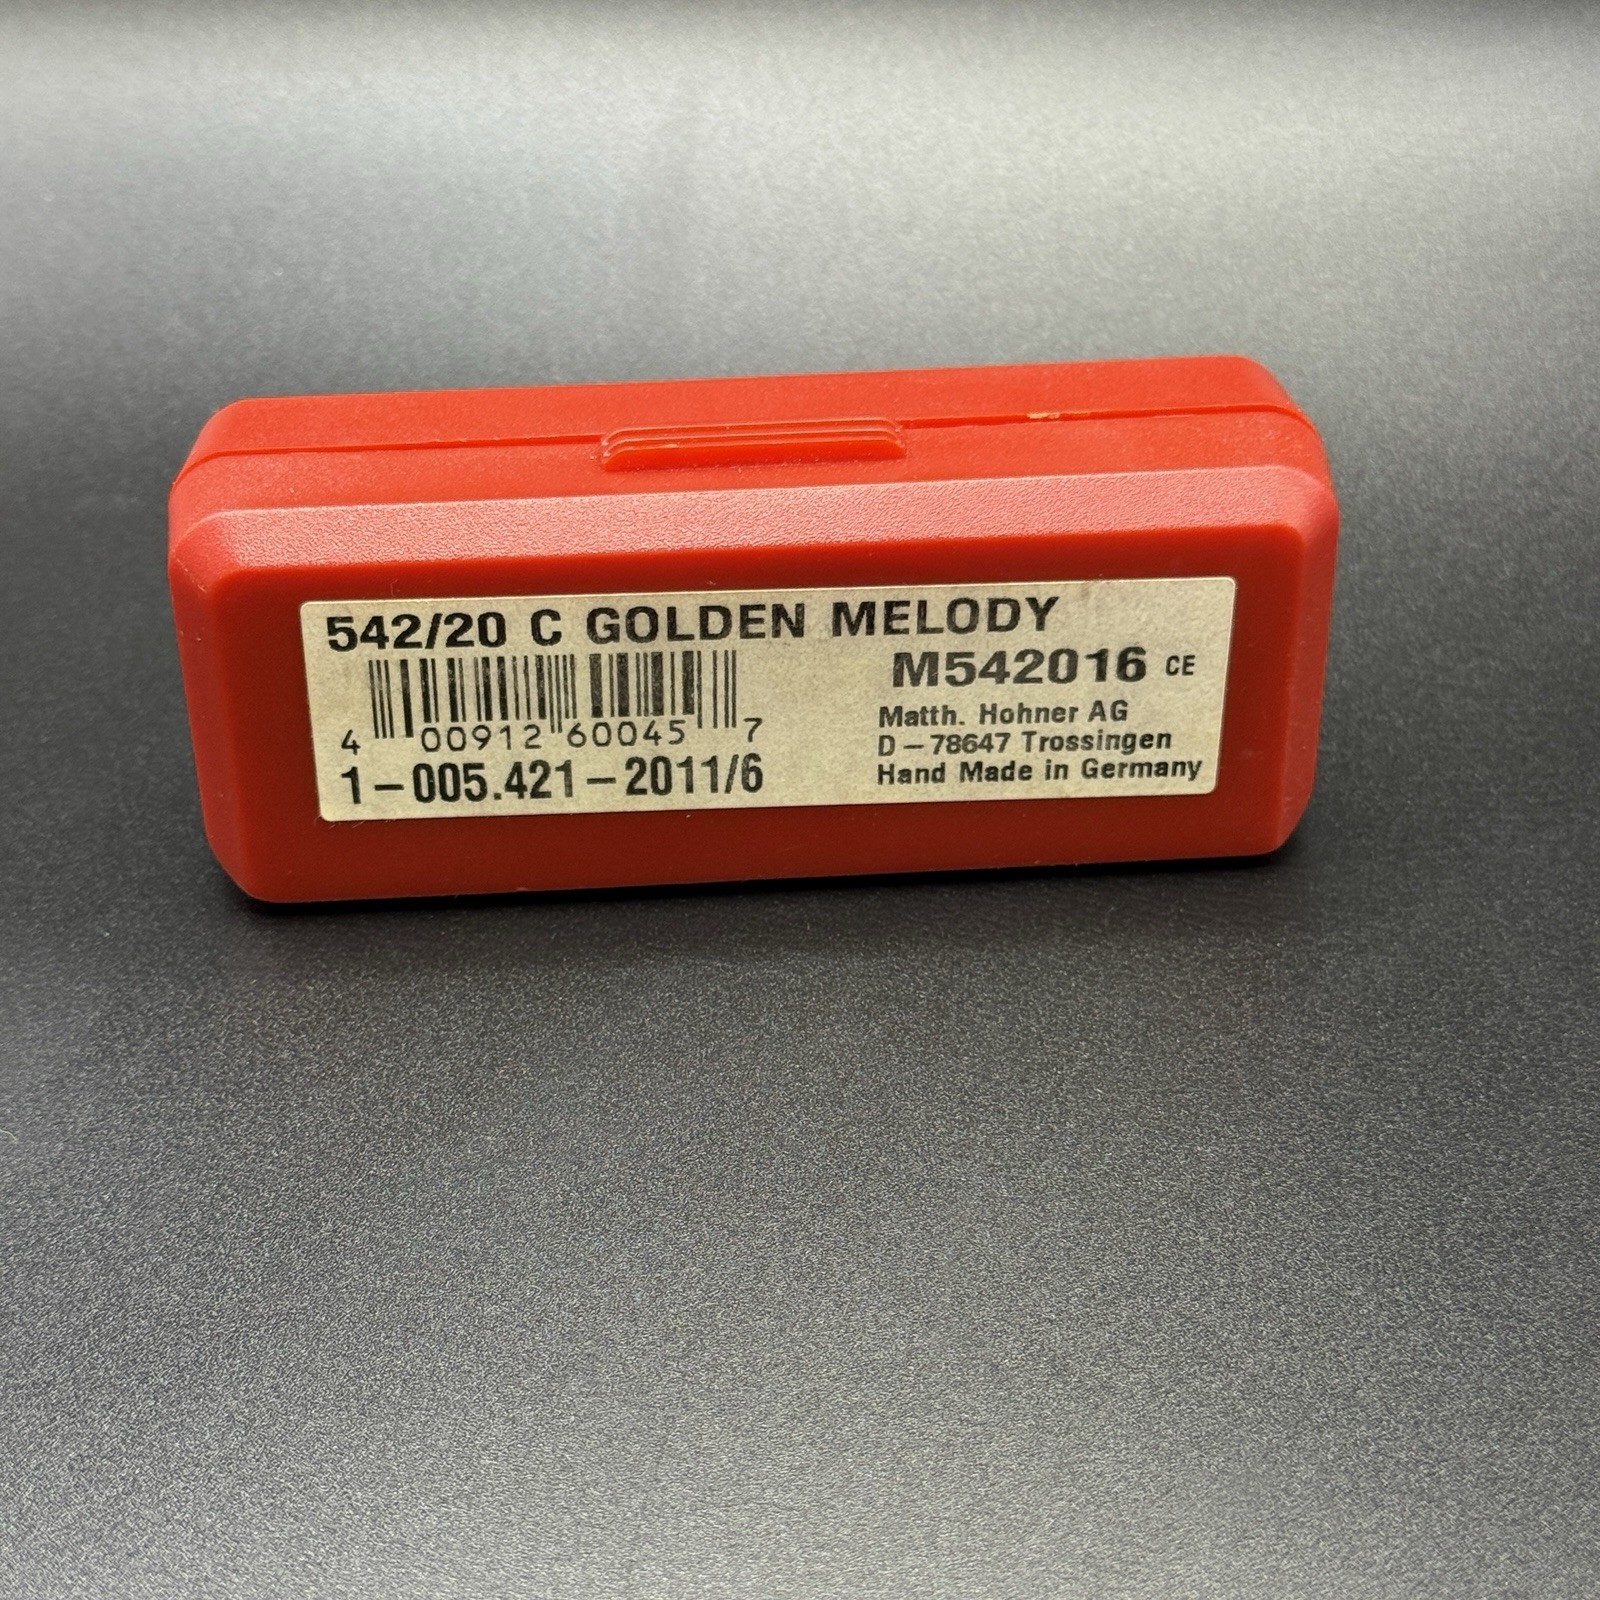 542/20 C GOLDEN MELODY
M542016 CE
4 00912 60045 7
1-005.421-2011/6
Matth. Hohner AG
D-78647 Trossingen
Hand Made in Germany